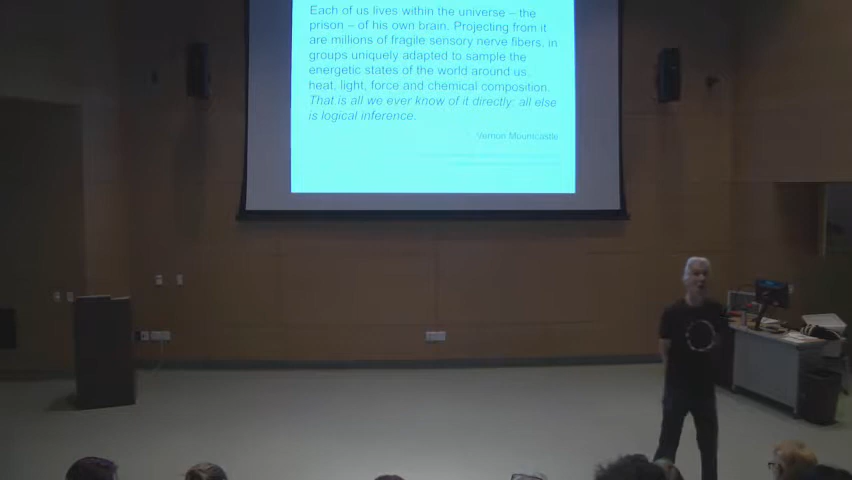 Each of us lives within the universe – the
prison – of his own brain. Projecting from it
are millions of fragile sensory nerve fibers, in
groups uniquely adapted to sample the
energetic states of the world around us,
heat, light, force and chemical composition.
That is all we ever know of it directly; all else
is logical inference.
Vernon Mountcastle